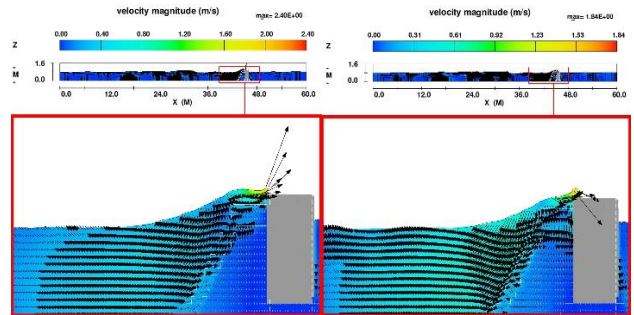 velocity magnitude (m/s)
max= 2.40E+00
0.00 0.40 0.80 1.20 1.60 2.00 2.40
Z
1.6
M
0.0
0.0 12.0 24.0 36.0 48.0 60.0
X (M)
velocity magnitude (m/s)
max= 1.84E+00
0.00 0.31 0.61 0.92 1.23 1.53 1.84
Z
1.6
M
0.0
0.0 12.0 24.0 36.0 48.0 60.0
X (M)